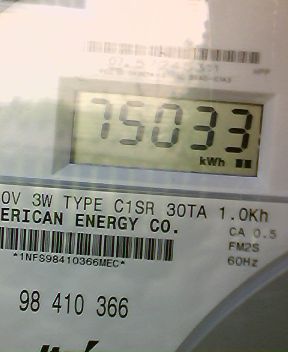 75033
kWh
0V 3W TYPE C1SR 30TA 1.0Kh
ERICAN ENERGY CO.
CA 0.5
FM2S
60Hz
*1NFS98410366MEC*
98 410 366